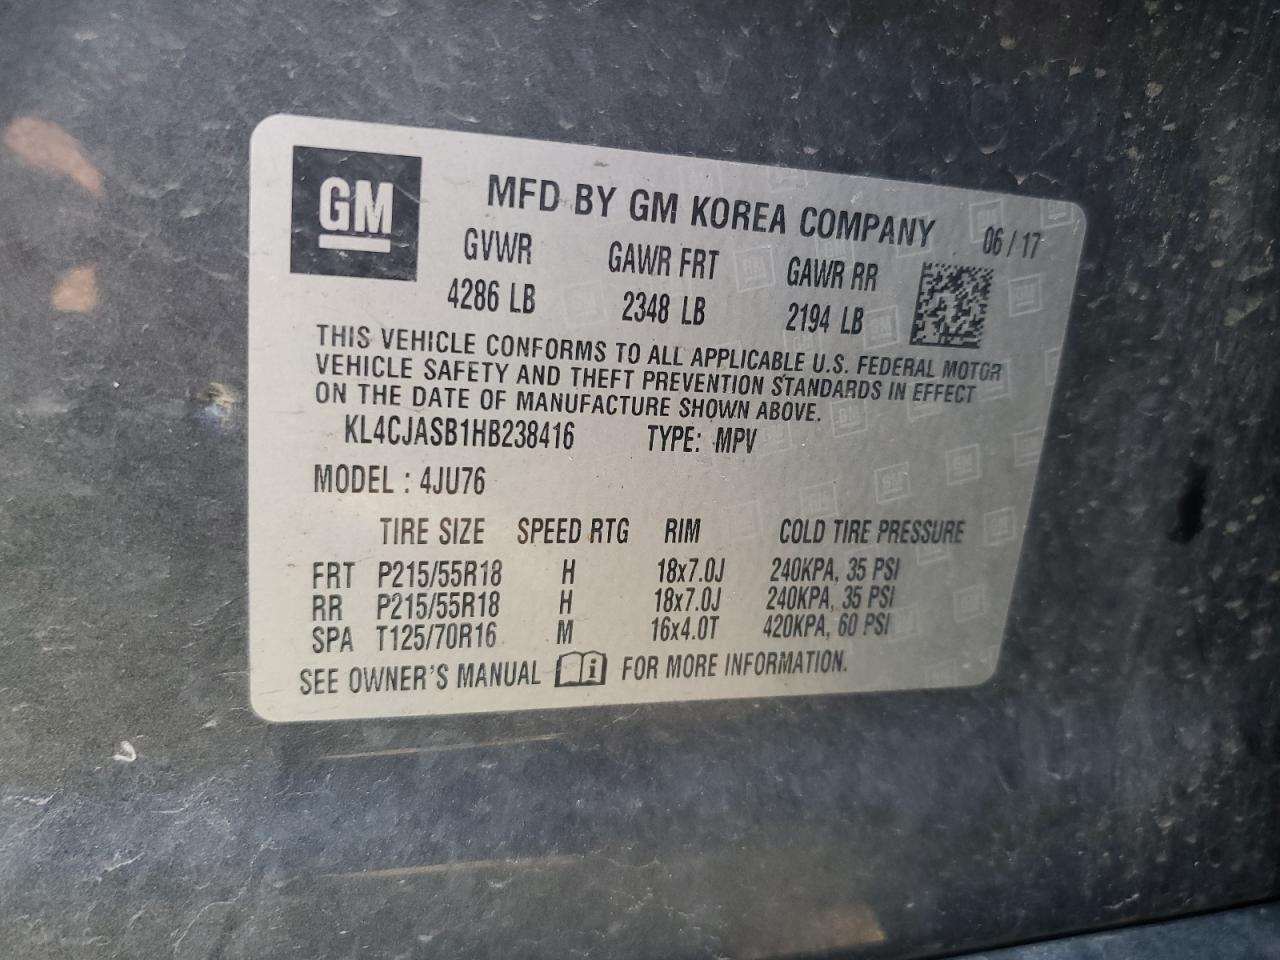 GM
MFD BY GM KOREA COMPANY 06 / 17
GVWR GAWR FRT GAWR RR
4286 LB 2348 LB 2194 LB
THIS VEHICLE CONFORMS TO ALL APPLICABLE U.S. FEDERAL MOTOR
VEHICLE SAFETY AND THEFT PREVENTION STANDARDS IN EFFECT
ON THE DATE OF MANUFACTURE SHOWN ABOVE.
KL4CJASB1HB238416 TYPE: MPV
MODEL : 4JU76
TIRE SIZE SPEED RTG RIM COLD TIRE PRESSURE
FRT P215/55R18 H 18x7.0J 240KPA, 35 PSI
RR P215/55R18 H 18x7.0J 240KPA, 35 PSI
SPA T125/70R16 M 16x4.0T 420KPA, 60 PSI
SEE OWNER'S MANUAL i FOR MORE INFORMATION.